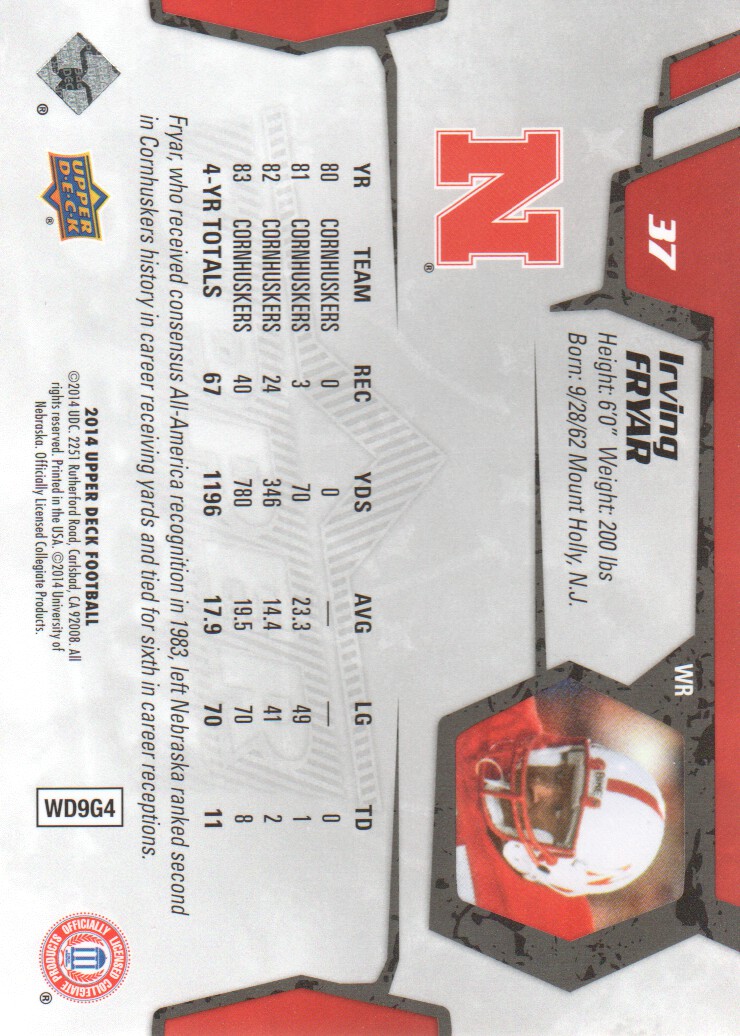 37
Irving
FRYAR
Height: 6'0" Weight: 200 lbs
Born: 9/28/62 Mount Holly, N.J.
WR
N®
YR TEAM REC YDS AVG LG TD
80 CORNHUSKERS 0 0 — — 0
81 CORNHUSKERS 3 70 23.3 49 1
82 CORNHUSKERS 24 346 14.4 41 2
83 CORNHUSKERS 40 780 19.5 70 8
4-YR TOTALS 67 1196 17.9 70 11
Fryar, who received consensus All-America recognition in 1983, left Nebraska ranked second
in Cornhuskers history in career receiving yards and tied for sixth in career receptions.
®
UPPER
D·E·C·K®
2014 UPPER DECK FOOTBALL
©2014 UDC. 2251 Rutherford Road, Carlsbad, CA 92008. All
rights reserved. Printed in the USA. ©2014 University of
Nebraska. Officially Licensed Collegiate Products.
WD9G4
OFFICIALLY LICENSED COLLEGIATE PRODUCTS
®